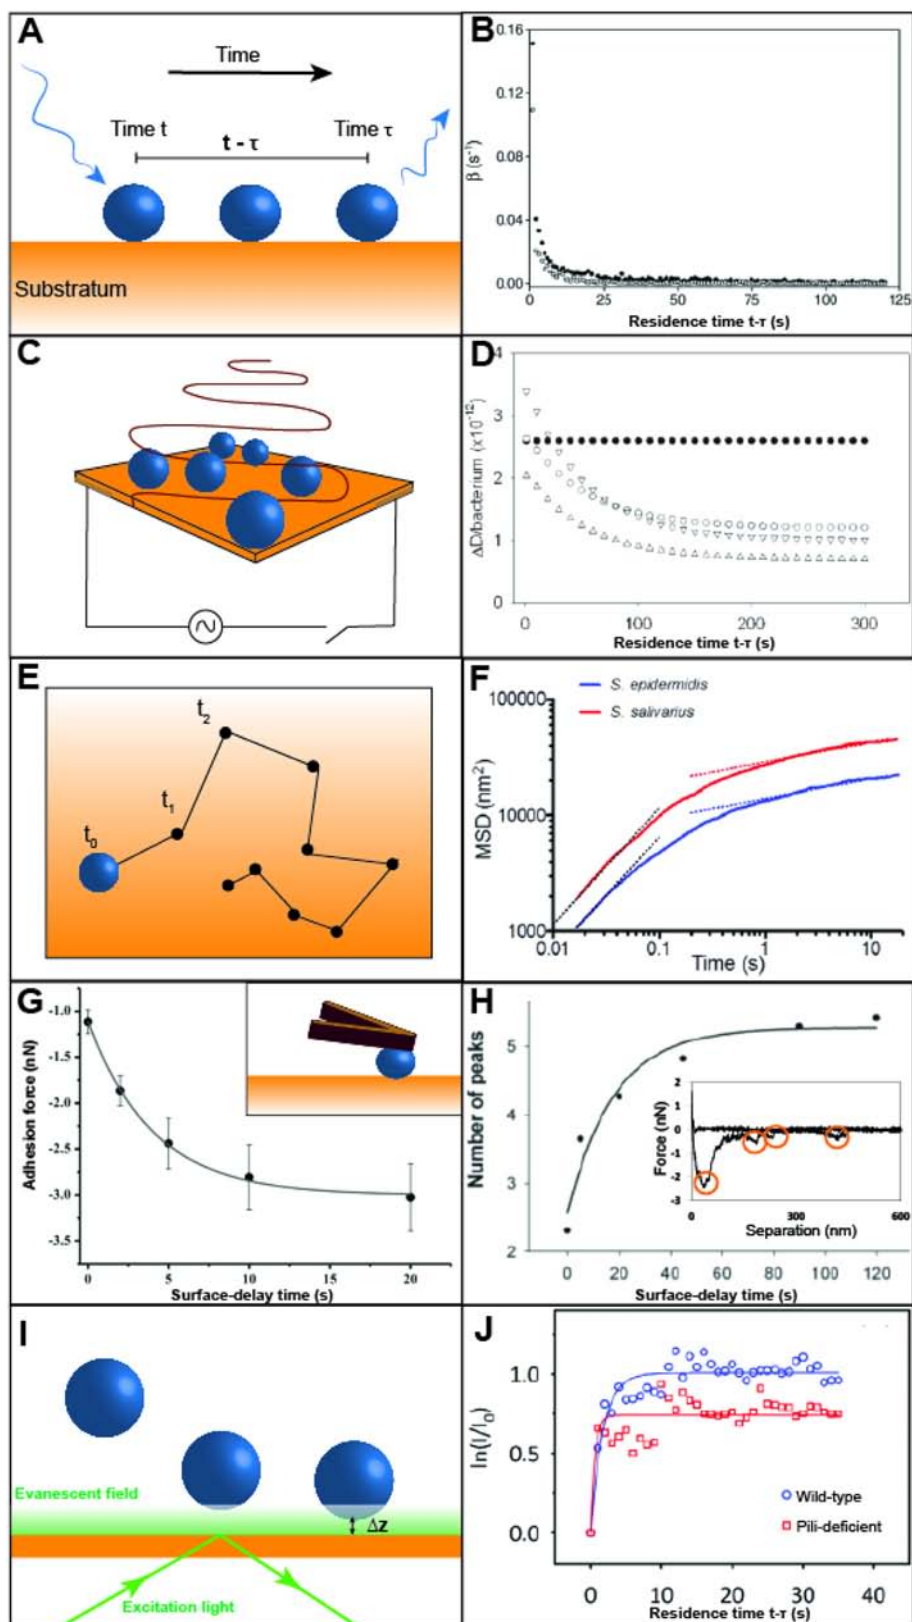 A
Time
Time t
Time τ
t - τ
Substratum
B
β (s⁻¹)
0.16
0.12
0.08
0.04
0.00
0
25
50
75
100
125
Residence time t-τ (s)
C
D
ΔD/bacterium (x10⁻¹²)
4
3
2
1
0
0
100
200
300
Residence time t-τ (s)
E
t₀
t₁
t₂
F
S. epidermidis
S. salivarius
MSD (nm²)
100000
10000
1000
0.01
0.1
1
10
Time (s)
G
Adhesion force (nN)
-1.0
-1.5
-2.0
-2.5
-3.0
-3.5
0
5
10
15
20
Surface-delay time (s)
H
Number of peaks
5
4
3
2
0
20
40
60
80
100
120
Surface-delay time (s)
Force (nN)
2
1
0
-1
-2
-3
0
300
600
Separation (nm)
I
Evanescent field
Δz
Excitation light
J
ln(I/I₀)
1.0
0.5
0.0
Wild-type
Pili-deficient
0
10
20
30
40
Residence time t-τ (s)